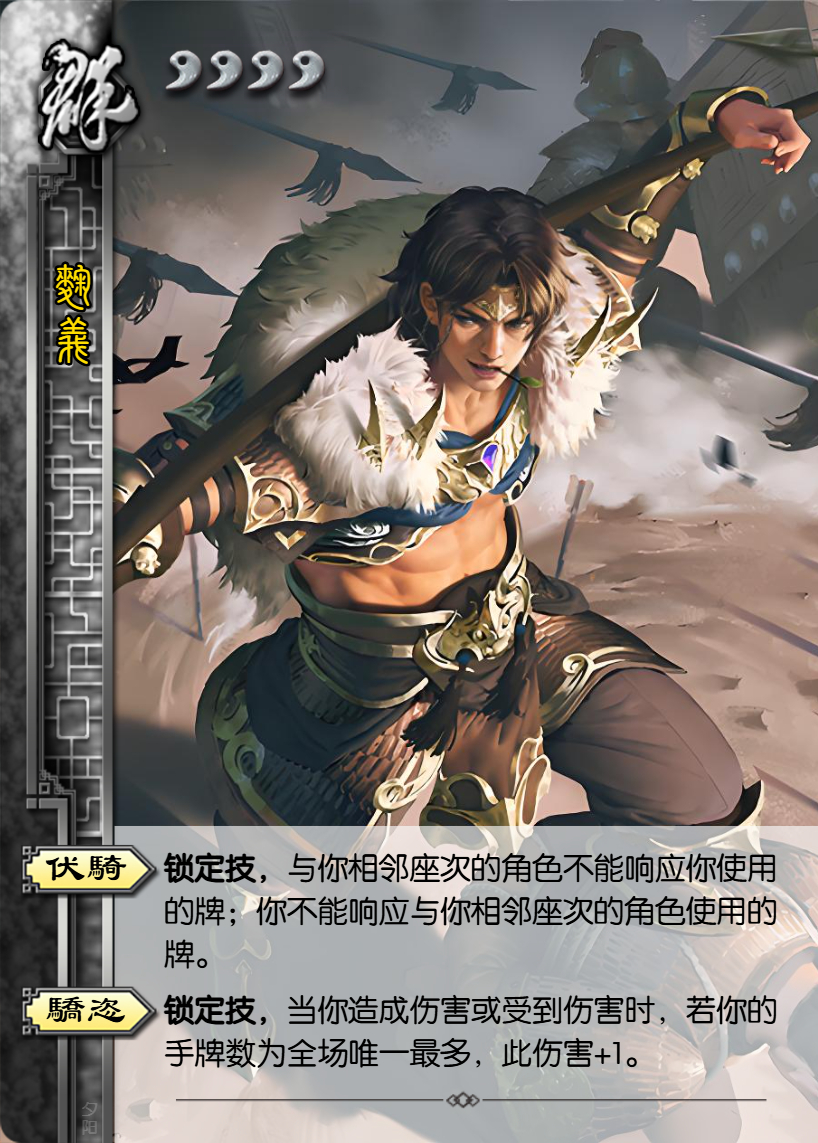 群
麴義
伏騎
锁定技，与你相邻座次的角色不能响应你使用
的牌；你不能响应与你相邻座次的角色使用的
牌。
驕恣
锁定技，当你造成伤害或受到伤害时，若你的
手牌数为全场唯一最多，此伤害+1。
夕阳